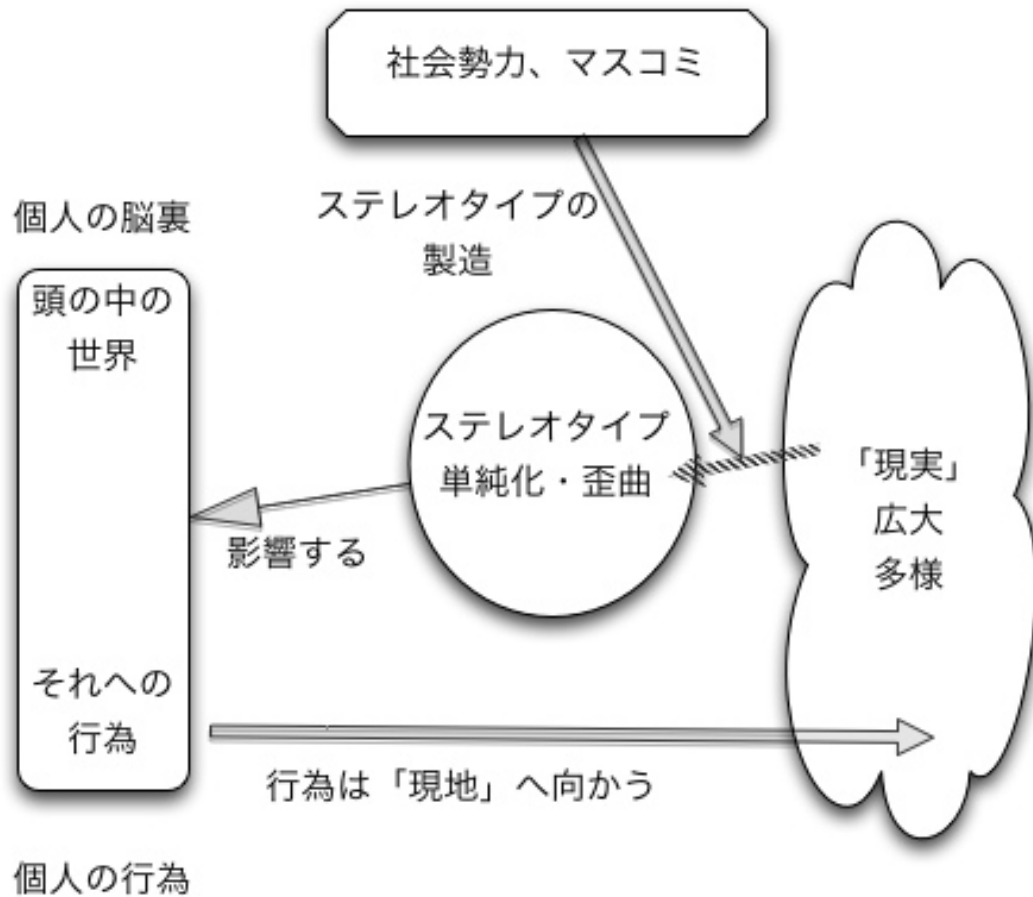 社会勢力、マスコミ
ステレオタイプの
製造
個人の脳裏
頭の中の
世界
ステレオタイプ
単純化・歪曲
「現実」
広大
多様
影響する
それへの
行為
行為は「現地」へ向かう
個人の行為